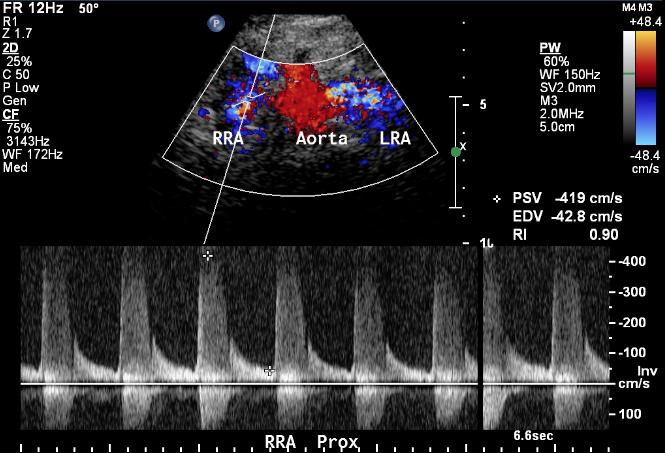 FR 12Hz 50°
R1
Z 1.7
2D
25%
C 50
P Low
Gen
CF
75%
3143Hz
WF 172Hz
Med
P
M4 M3
+48.4
-48.4
cm/s
PW
60%
WF 150Hz
SV2.0mm
M3
2.0MHz
5.0cm
5
x
10
RRA Aorta LRA
PSV -419 cm/s
EDV -42.8 cm/s
RI 0.90
-400
-300
-200
-100
Inv
cm/s
100
6.6sec
RRA Prox